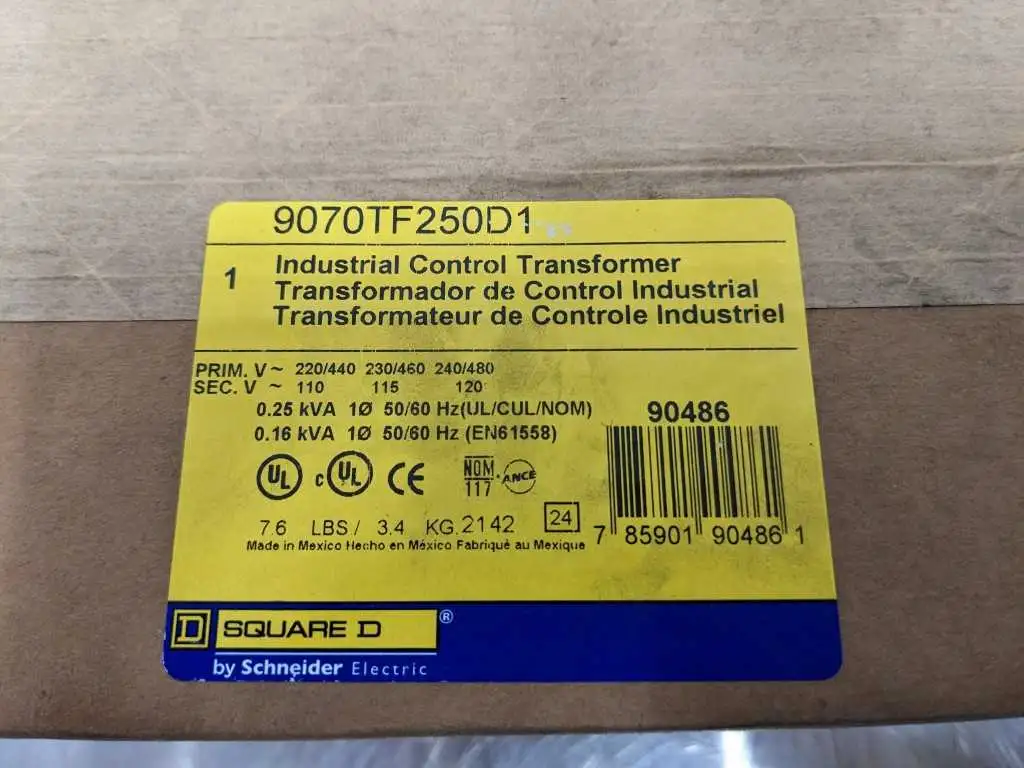 9070TF250D1
1
Industrial Control Transformer
Transformador de Control Industrial
Transformateur de Controle Industriel
PRIM. V ~ 220/440 230/460 240/480
SEC. V ~ 110 115 120
0.25 kVA 1Ø 50/60 Hz(UL/CUL/NOM)
0.16 kVA 1Ø 50/60 Hz (EN61558)
90486
UL c UL CE NOM 117 ANCE
7.6 LBS/ 3.4 KG. 2142 24
7 85901 90486 1
Made in Mexico Hecho en México Fabriqué au Mexique
D SQUARE D ®
by Schneider Electric